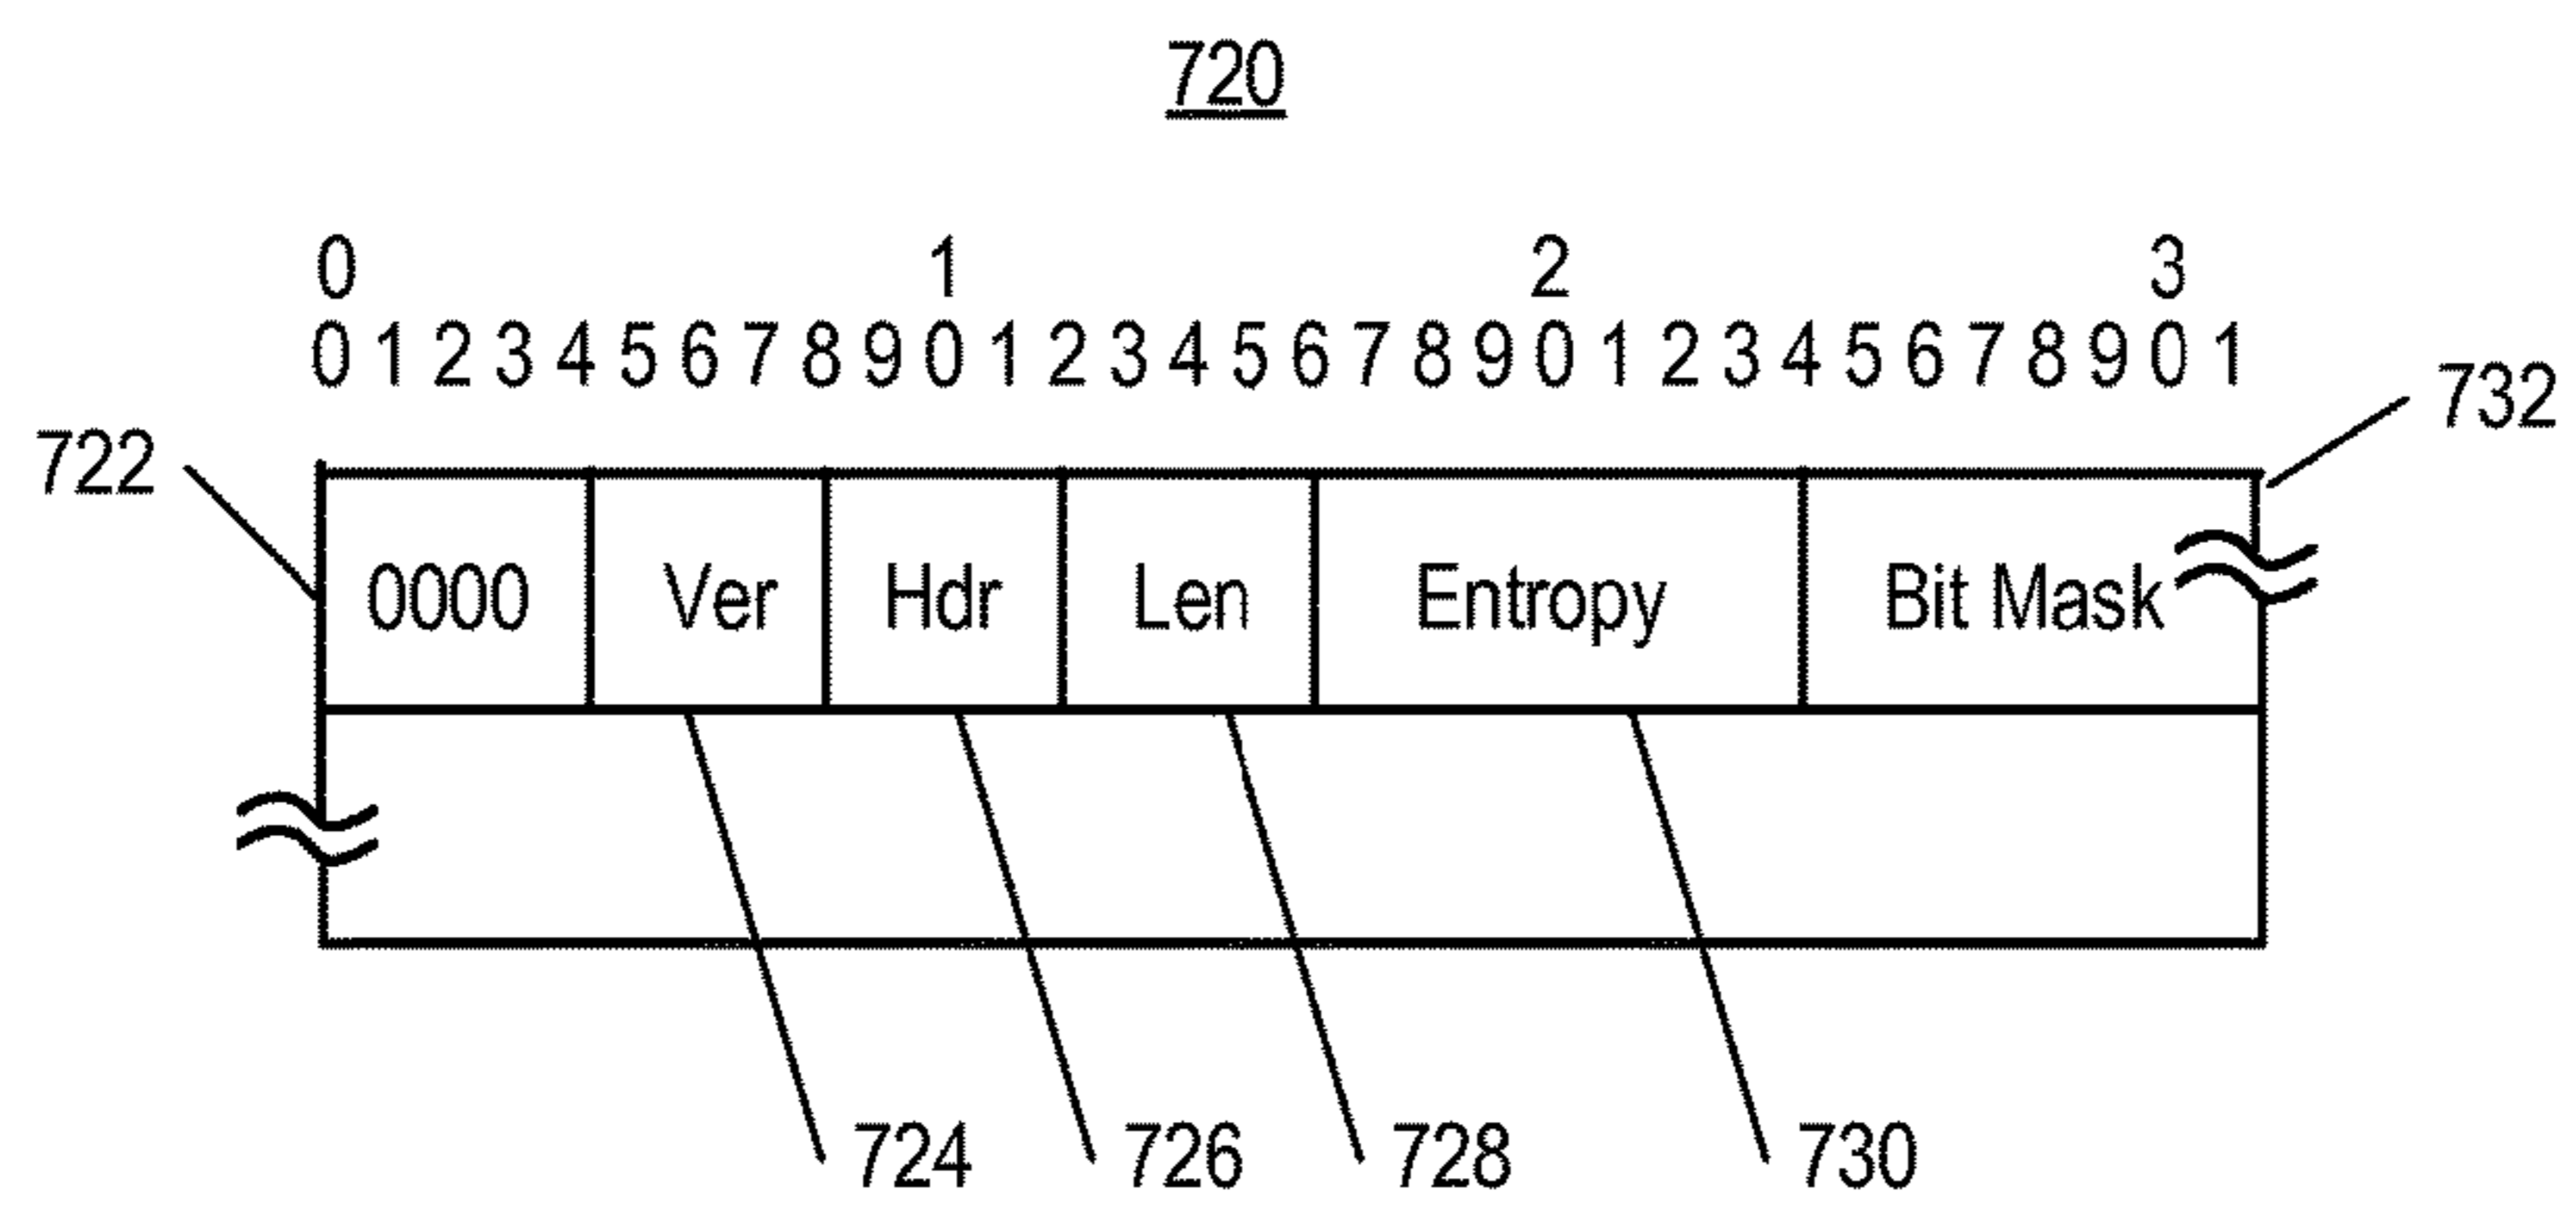 720
0 1 2 3
0 1 2 3 4 5 6 7 8 9 0 1 2 3 4 5 6 7 8 9 0 1 2 3 4 5 6 7 8 9 0 1
722 732
0000 Ver Hdr Len Entropy Bit Mask
724 726 728 730